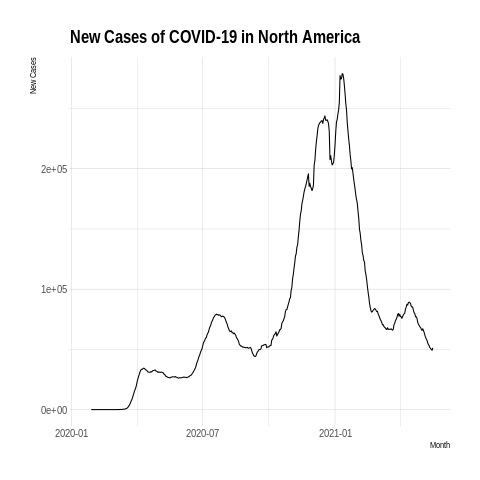 New Cases of COVID-19 in North America
New Cases
2e+05
1e+05
0e+00
2020-01 2020-07 2021-01
Month